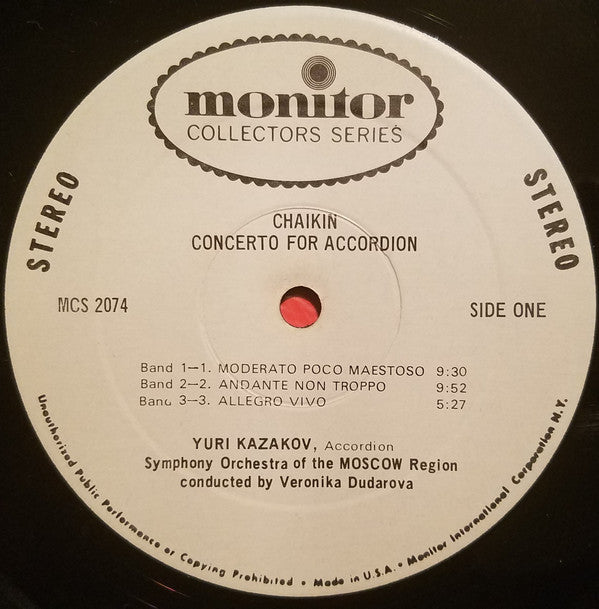 monitor
COLLECTORS SERIES
STEREO
STEREO
CHAIKIN
CONCERTO FOR ACCORDION
MCS 2074
SIDE ONE
Band 1—1. MODERATO POCO MAESTOSO 9:30
Band 2—2. ANDANTE NON TROPPO 9:52
Band 3—3. ALLEGRO VIVO 5:27
YURI KAZAKOV, Accordion
Symphony Orchestra of the MOSCOW Region
conducted by Veronika Dudarova
Unauthorised Public Performance or Copying Prohibited • Made in U.S.A. • Monitor International Corporation N.Y.